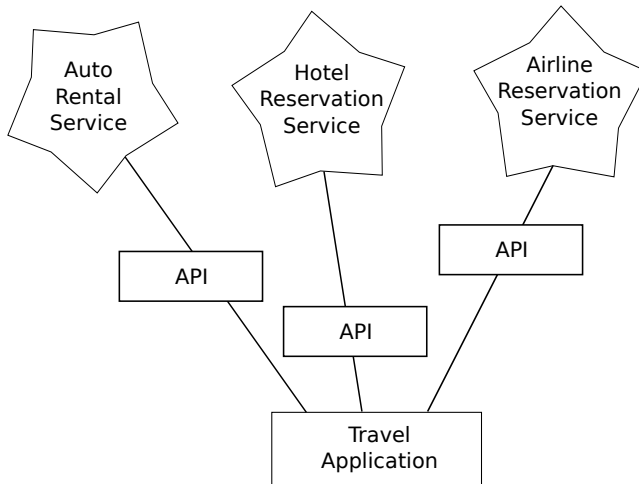 Auto
Rental
Service
Hotel
Reservation
Service
Airline
Reservation
Service
API
API
API
Travel
Application